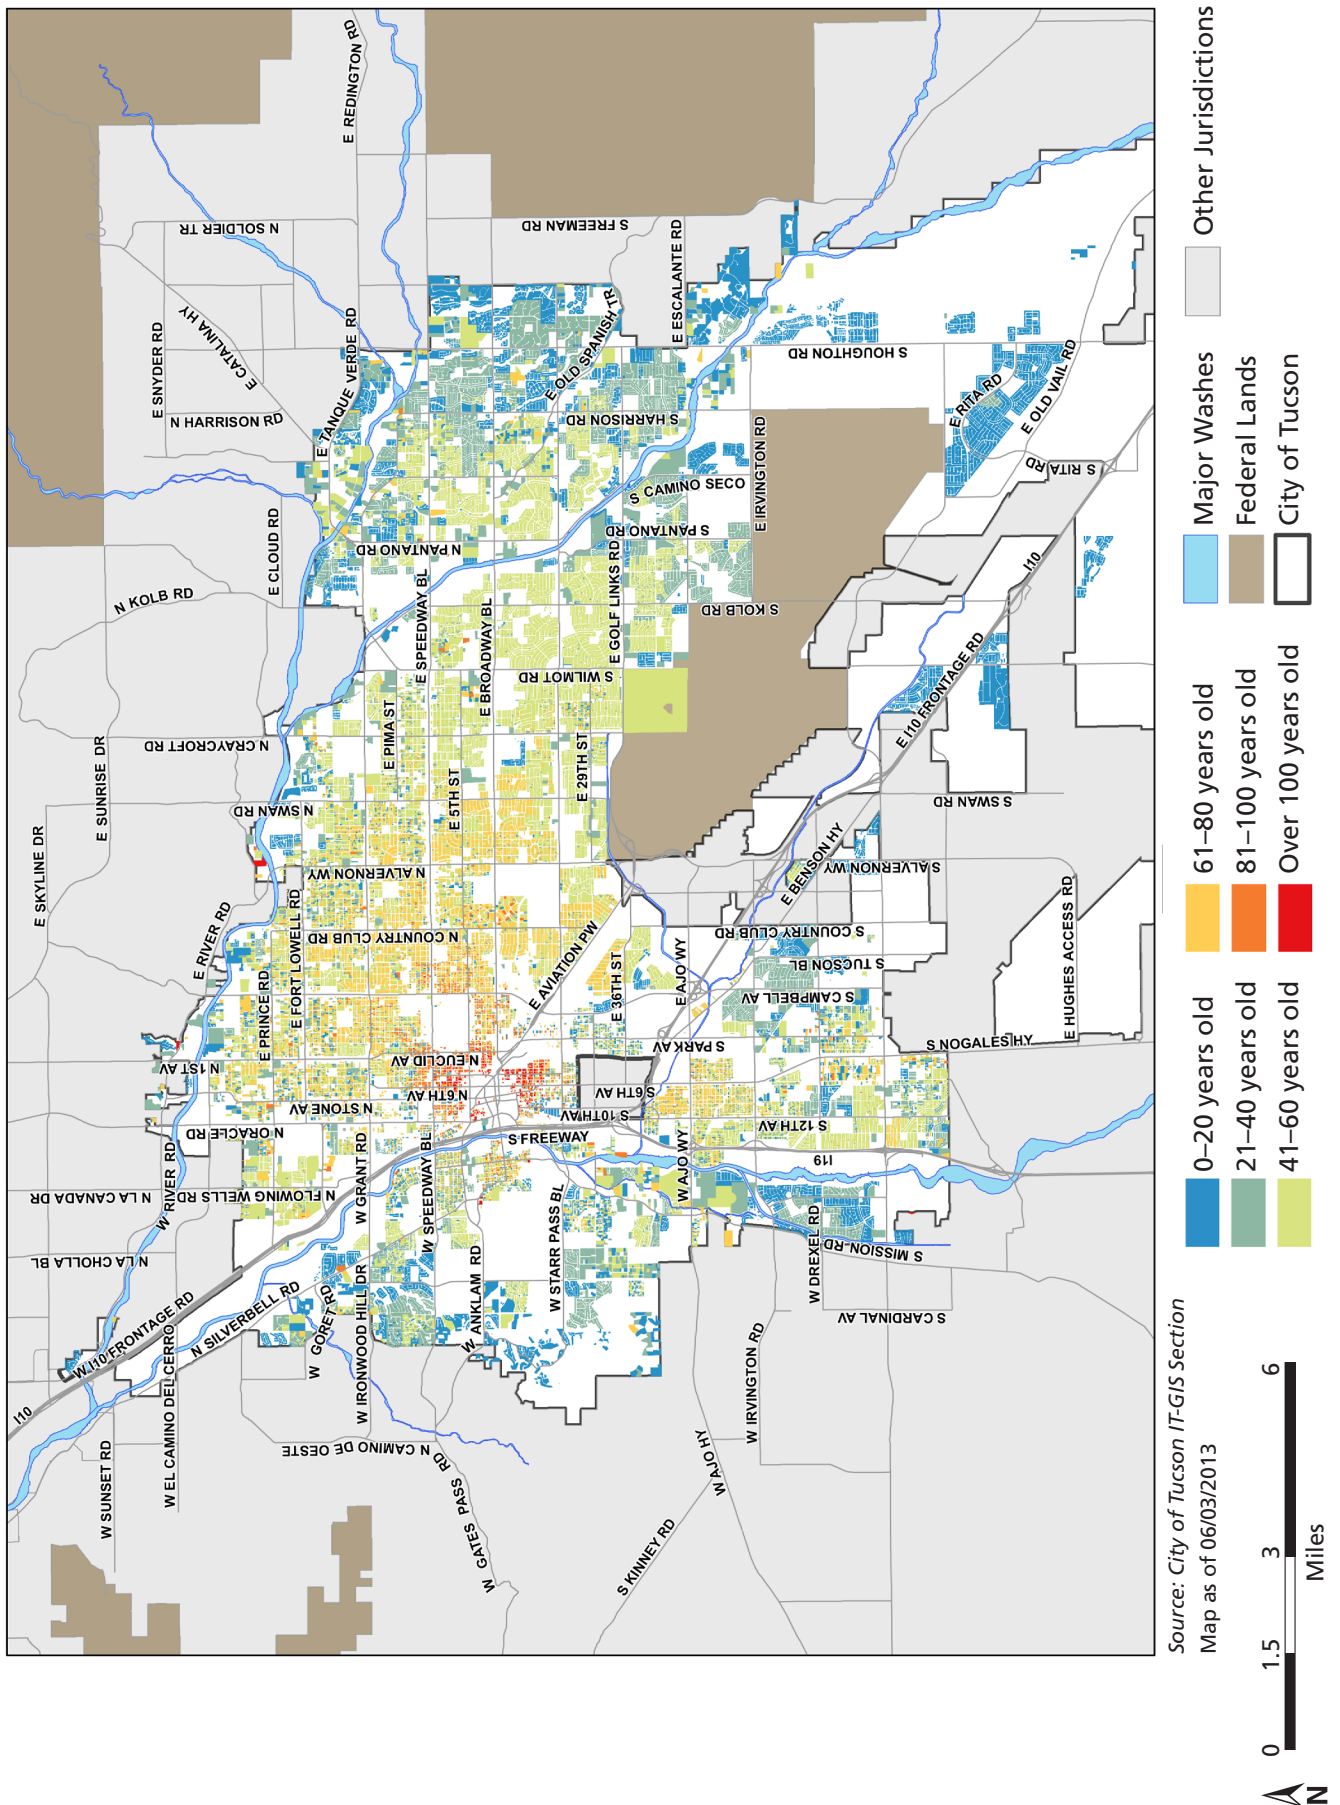 E REDINGTON RD
N SOLDIER TR
S FREEMAN RD
E ESCALANTE RD
E SNYDER RD
E CATALINA HY
E TANQUE VERDE RD
E OLD SPANISH TR
S HOUGHTON RD
N HARRISON RD
S HARRISON RD
E RITA RD
E OLD VAIL RD
S RITA RD
E IRVINGTON RD
S CAMINO SECO
E CLOUD RD
N PANTANO RD
S PANTANO RD
N KOLB RD
E SPEEDWAY BL
E GOLF LINKS RD
S KOLB RD
I10
E BROADWAY BL
S WILMOT RD
E I10 FRONTAGE RD
E SUNRISE DR
N CRAYCROFT RD
E PIMA ST
E 29TH ST
E SKYLINE DR
N SWAN RD
E 5TH ST
S SWAN RD
E BENSON HY
N ALVERNON WY
S ALVERNON WY
E RIVER RD
E FORT LOWELL RD
N COUNTRY CLUB RD
S COUNTRY CLUB RD
E HUGHES ACCESS RD
E PRINCE RD
E AVIATION PW
E 36TH ST
E AJO WY
S TUCSON BL
S CAMPBELL AV
N 1ST AV
N EUCLID AV
S PARK AV
S NOGALES HY
N STONE AV
N 6TH AV
S 6TH AV
S 10TH AV
S 12TH AV
N ORACLE RD
S FREEWAY
I19
W RIVER RD
N LA CANADA DR
N FLOWING WELLS RD
W GRANT RD
W SPEEDWAY BL
W STARR PASS BL
W AJO WY
N LA CHOLLA BL
W DREXEL RD
S MISSION RD
W I10 FRONTAGE RD
N SILVERBELL RD
W GORET RD
W IRONWOOD HILL DR
W ANKLAM RD
S CARDINAL AV
I10
W EL CAMINO DEL CERRO
W IRVINGTON RD
W SUNSET RD
N CAMINO DE OESTE
W GATES PASS RD
W AJO HY
S KINNEY RD
Source: City of Tucson IT-GIS Section
Map as of 06/03/2013
0 1.5 3 6
Miles
N
0–20 years old
21–40 years old
41–60 years old
61–80 years old
81–100 years old
Over 100 years old
Major Washes
Federal Lands
City of Tucson
Other Jurisdictions